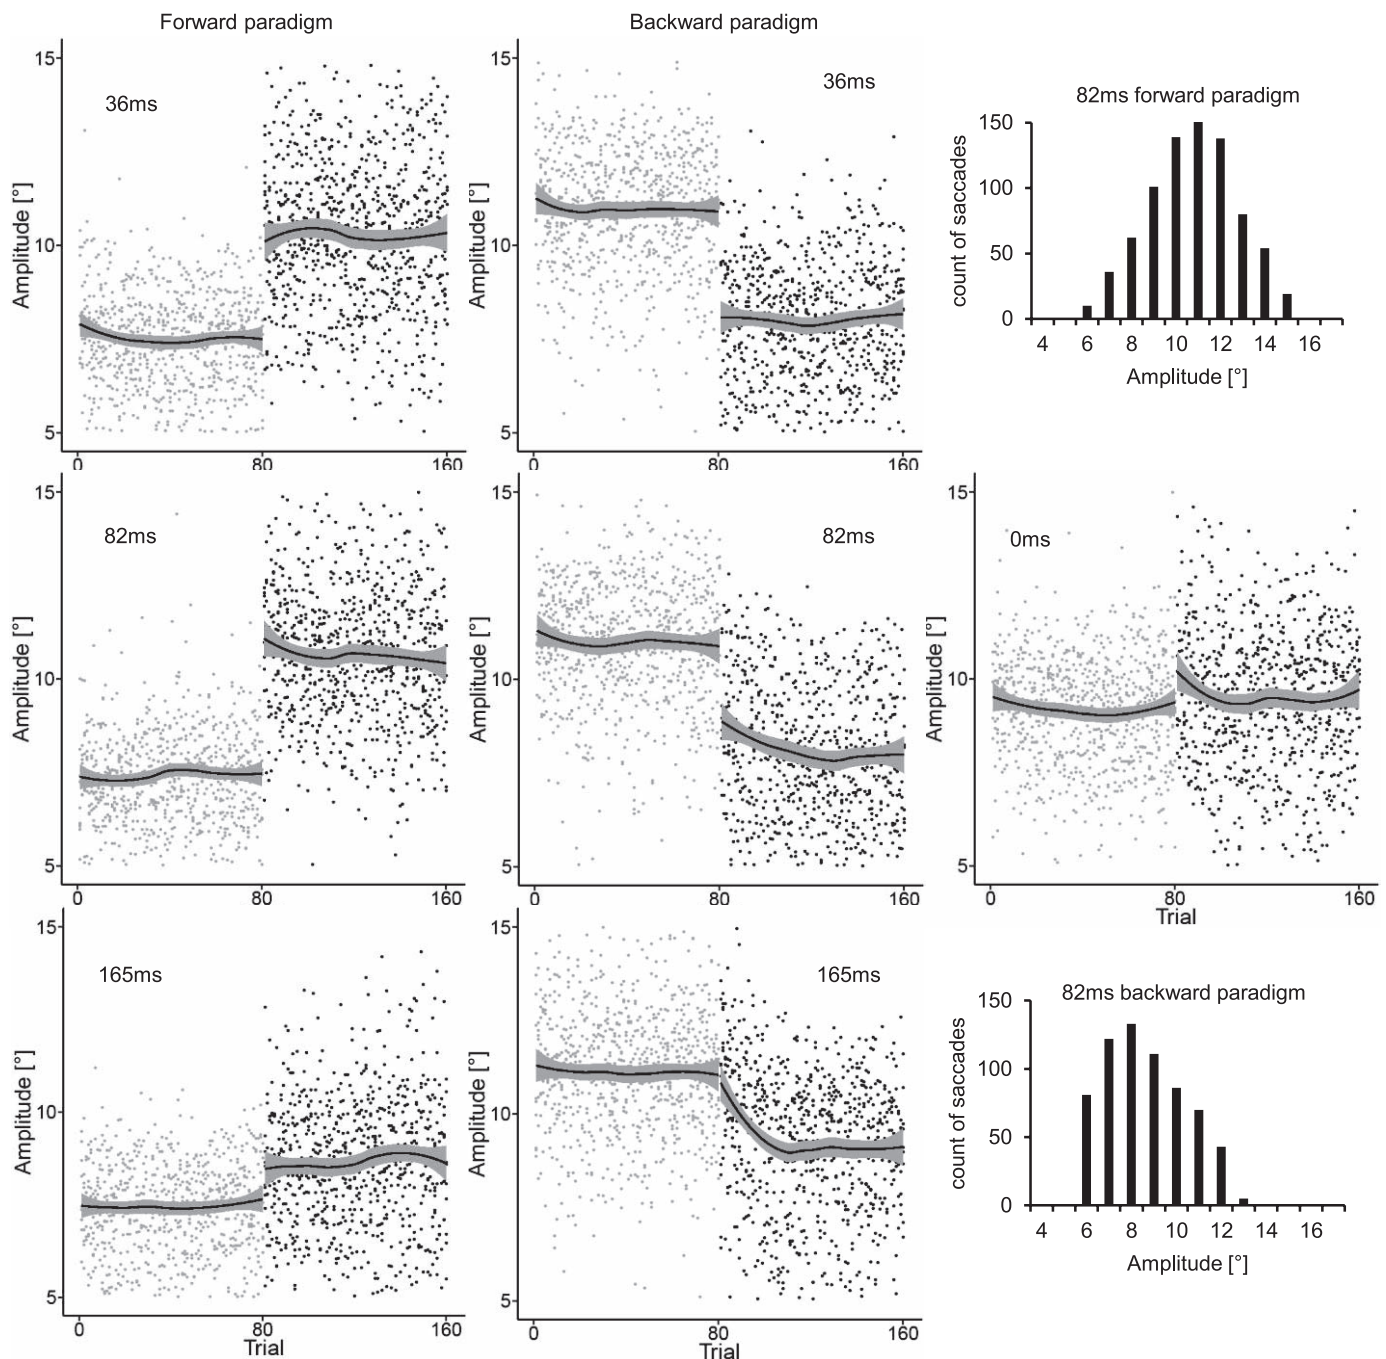 Forward paradigm
Backward paradigm
15
10
5
Amplitude [°]
36ms
0 80 160
15
10
5
Amplitude [°]
36ms
0 80 160
82ms forward paradigm
150
100
50
0
count of saccades
4 6 8 10 12 14 16
Amplitude [°]
15
10
5
Amplitude [°]
82ms
0 80 160
15
10
5
Amplitude [°]
82ms
0 80 160
15
10
5
Amplitude [°]
0ms
0 80 160
Trial
15
10
5
Amplitude [°]
165ms
0 80 160
Trial
15
10
5
Amplitude [°]
165ms
0 80 160
Trial
82ms backward paradigm
150
100
50
0
count of saccades
4 6 8 10 12 14 16
Amplitude [°]